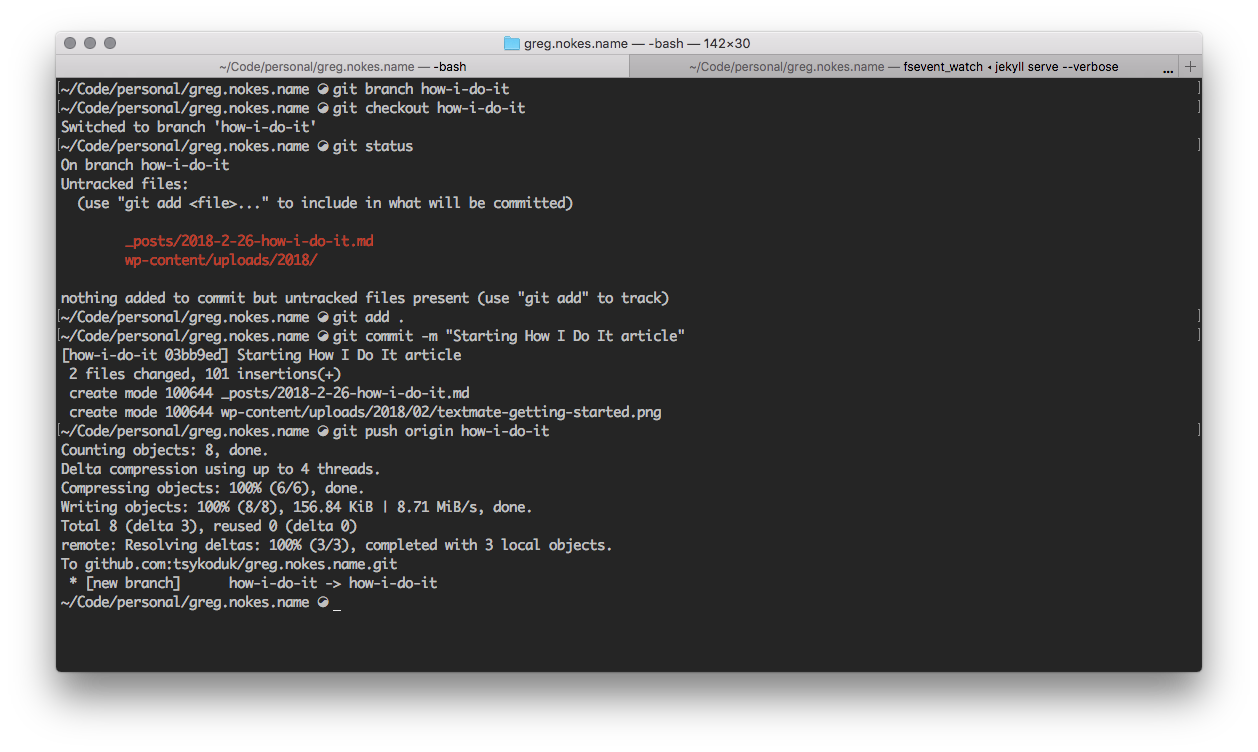 greg.nokes.name — -bash — 142×30
~/Code/personal/greg.nokes.name — -bash
~/Code/personal/greg.nokes.name — fsevent_watch ◂ jekyll serve --verbose ... +
[~/Code/personal/greg.nokes.name ☯ git branch how-i-do-it ]
[~/Code/personal/greg.nokes.name ☯ git checkout how-i-do-it ]
Switched to branch 'how-i-do-it'
[~/Code/personal/greg.nokes.name ☯ git status ]
On branch how-i-do-it
Untracked files:
  (use "git add <file>..." to include in what will be committed)
        _posts/2018-2-26-how-i-do-it.md
        wp-content/uploads/2018/
nothing added to commit but untracked files present (use "git add" to track)
[~/Code/personal/greg.nokes.name ☯ git add . ]
[~/Code/personal/greg.nokes.name ☯ git commit -m "Starting How I Do It article" ]
[how-i-do-it 03bb9ed] Starting How I Do It article
 2 files changed, 101 insertions(+)
 create mode 100644 _posts/2018-2-26-how-i-do-it.md
 create mode 100644 wp-content/uploads/2018/02/textmate-getting-started.png
[~/Code/personal/greg.nokes.name ☯ git push origin how-i-do-it ]
Counting objects: 8, done.
Delta compression using up to 4 threads.
Compressing objects: 100% (6/6), done.
Writing objects: 100% (8/8), 156.84 KiB | 8.71 MiB/s, done.
Total 8 (delta 3), reused 0 (delta 0)
remote: Resolving deltas: 100% (3/3), completed with 3 local objects.
To github.com:tsykoduk/greg.nokes.name.git
 * [new branch]      how-i-do-it -> how-i-do-it
~/Code/personal/greg.nokes.name ☯ _